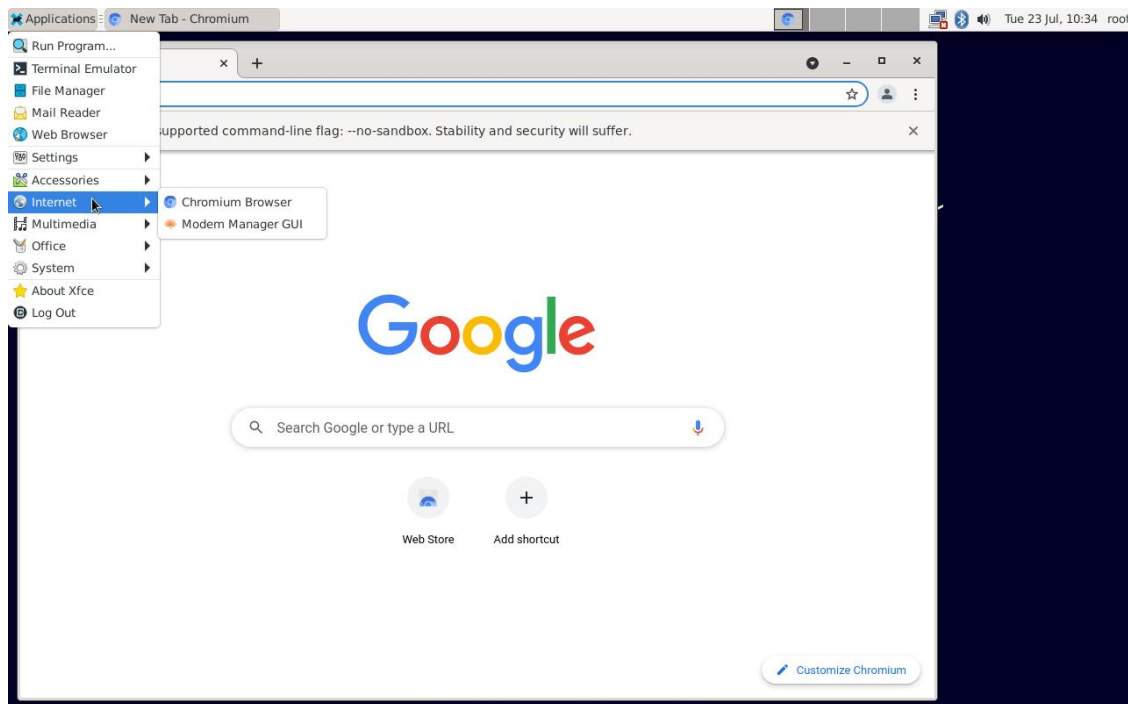 Applications
New Tab - Chromium
Tue 23 Jul, 10:34 root
Run Program...
Terminal Emulator
File Manager
Mail Reader
Web Browser
Settings
Accessories
Internet
Multimedia
Office
System
About Xfce
Log Out
Chromium Browser
Modem Manager GUI
supported command-line flag: --no-sandbox. Stability and security will suffer.
Google
Search Google or type a URL
Web Store
Add shortcut
Customize Chromium